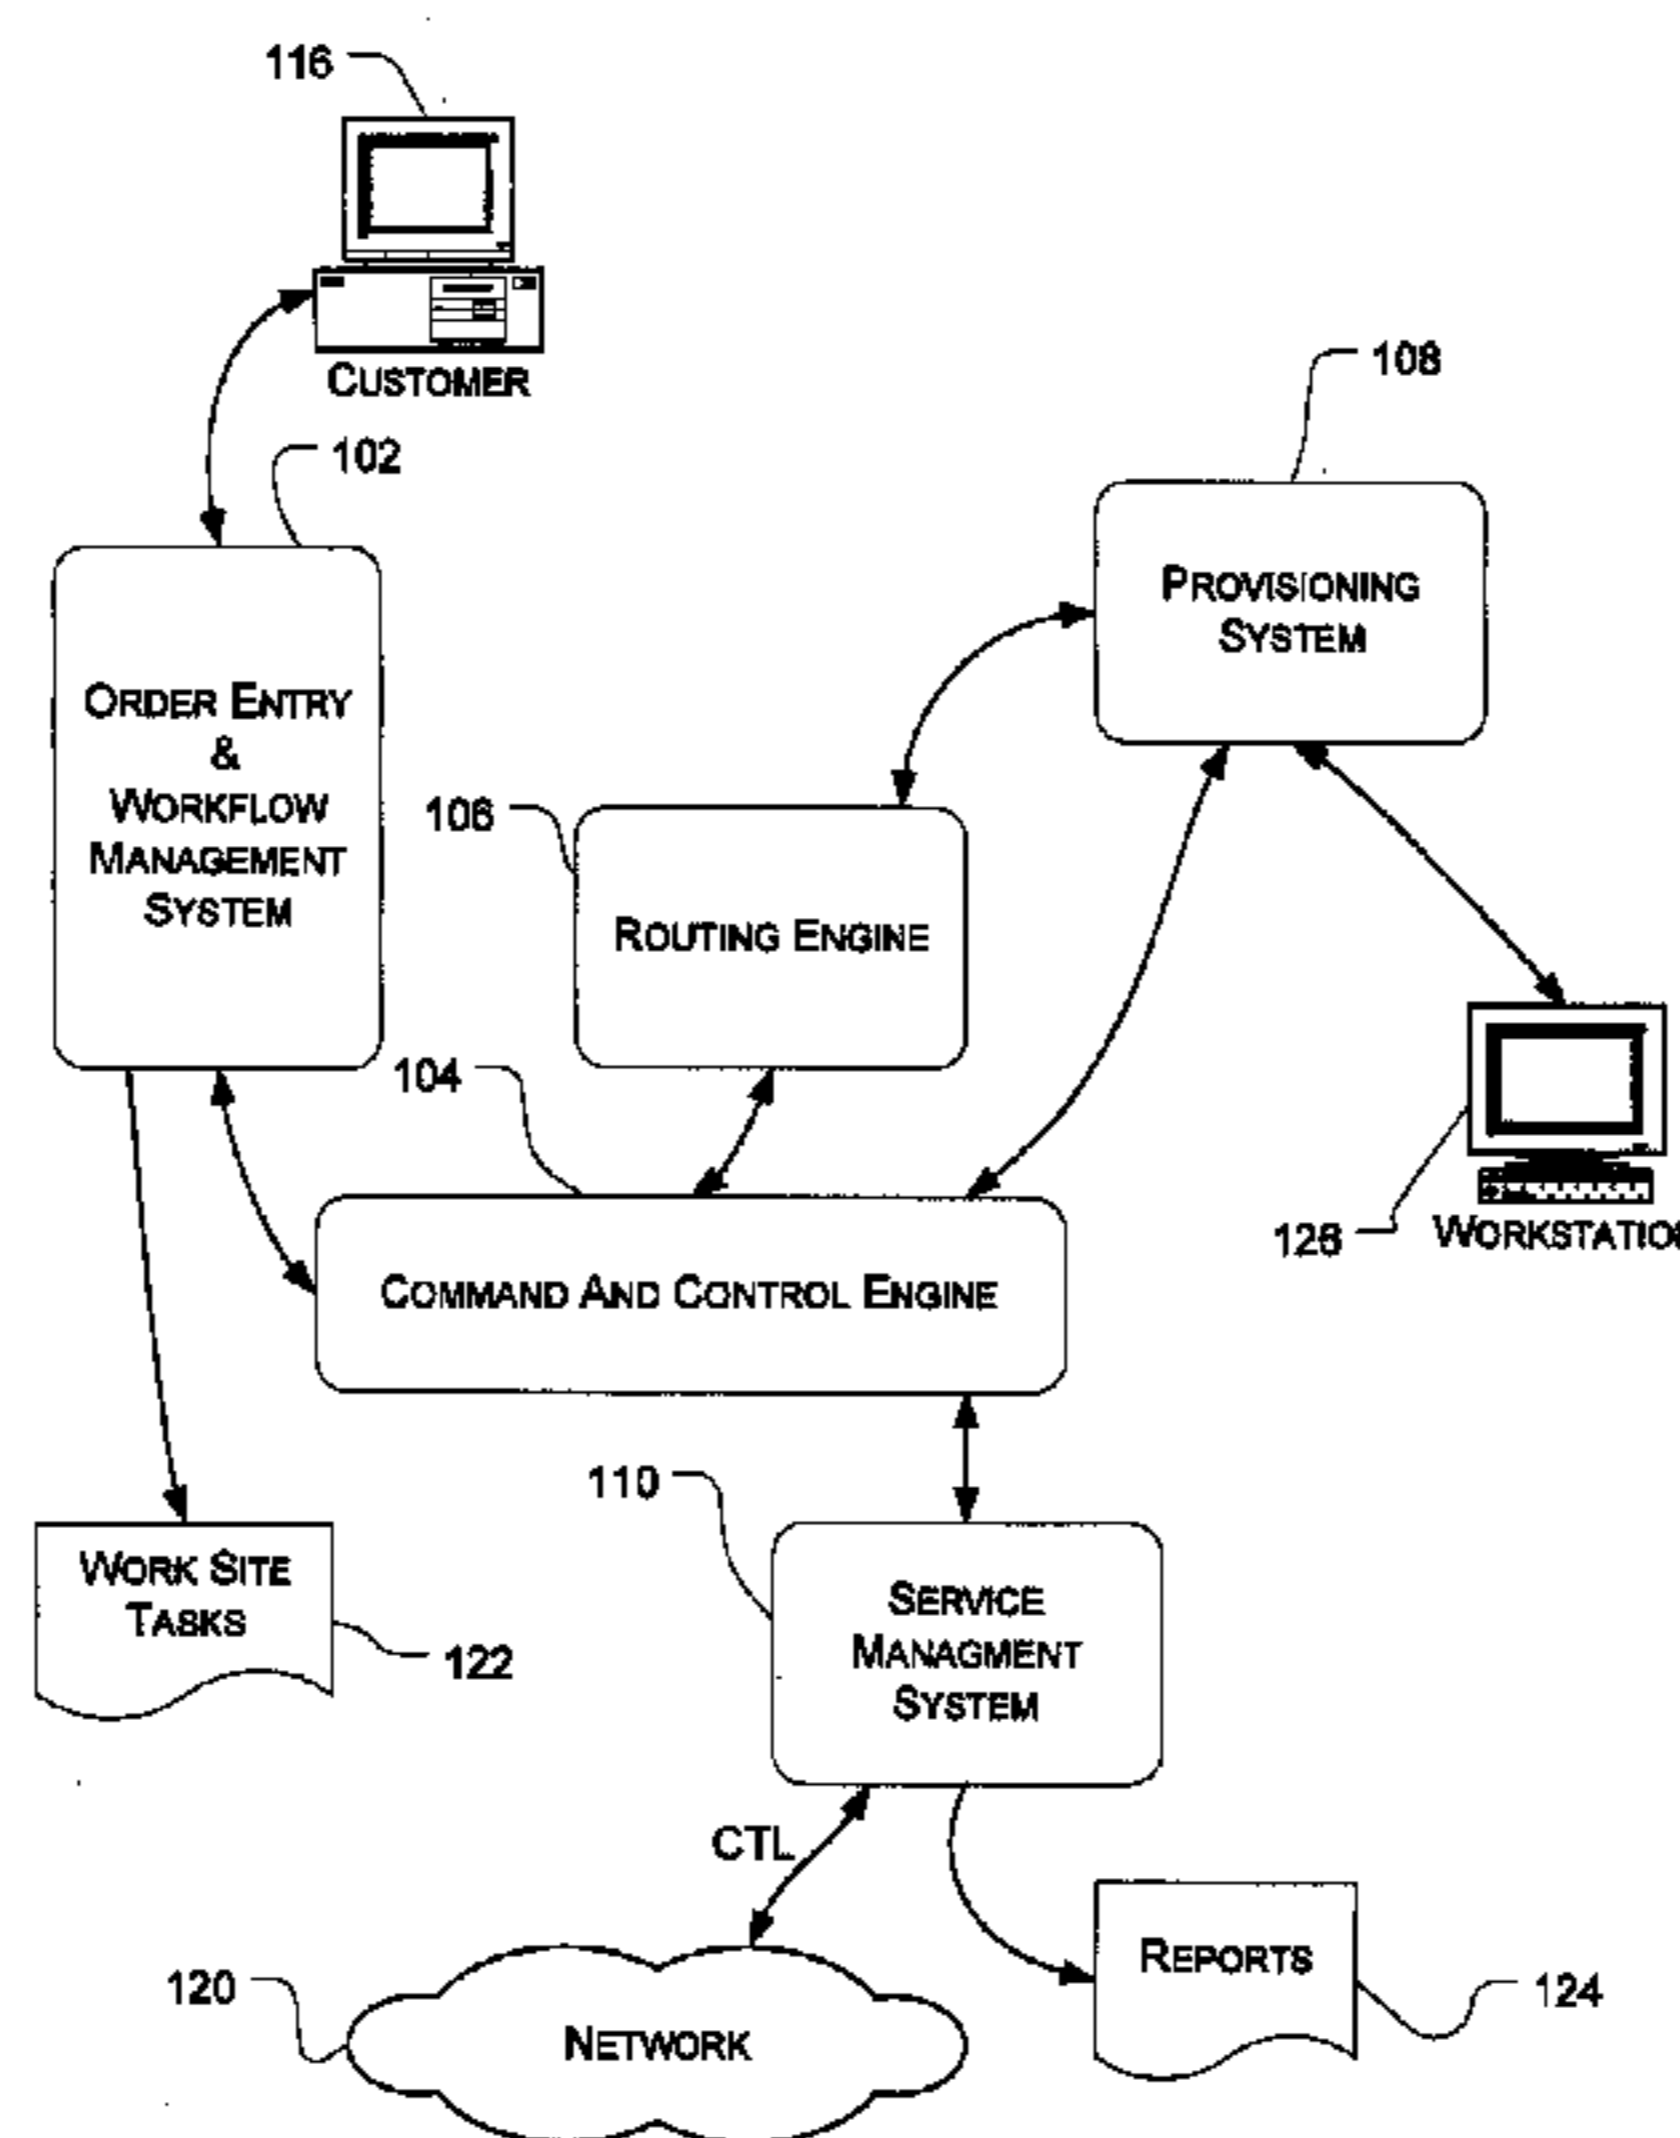 116
CUSTOMER
102
108
PROVISIONING
SYSTEM
ORDER ENTRY
&
WORKFLOW
MANAGEMENT
SYSTEM
106
ROUTING ENGINE
104
126
WORKSTATIO
COMMAND AND CONTROL ENGINE
110
WORK SITE
TASKS
122
SERVICE
MANAGMENT
SYSTEM
CTL
REPORTS
120
124
NETWORK